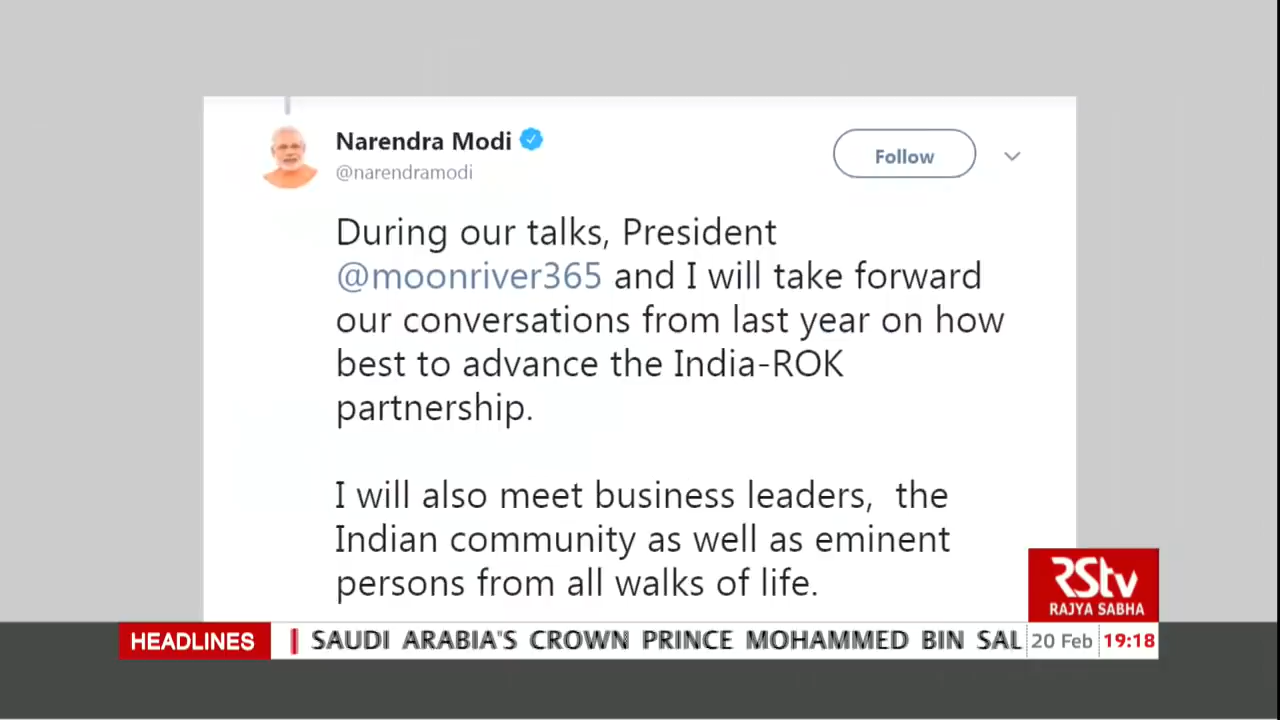 Narendra Modi
Follow
@narendramodi
During our talks, President
@moonriver365 and I will take forward
our conversations from last year on how
best to advance the India-ROK
partnership.
I will also meet business leaders, the
Indian community as well as eminent
persons from all walks of life.
RStv
RAJYA SABHA
HEADLINES
SAUDI ARABIA'S CROWN PRINCE MOHAMMED BIN SAL
20 Feb
19:18